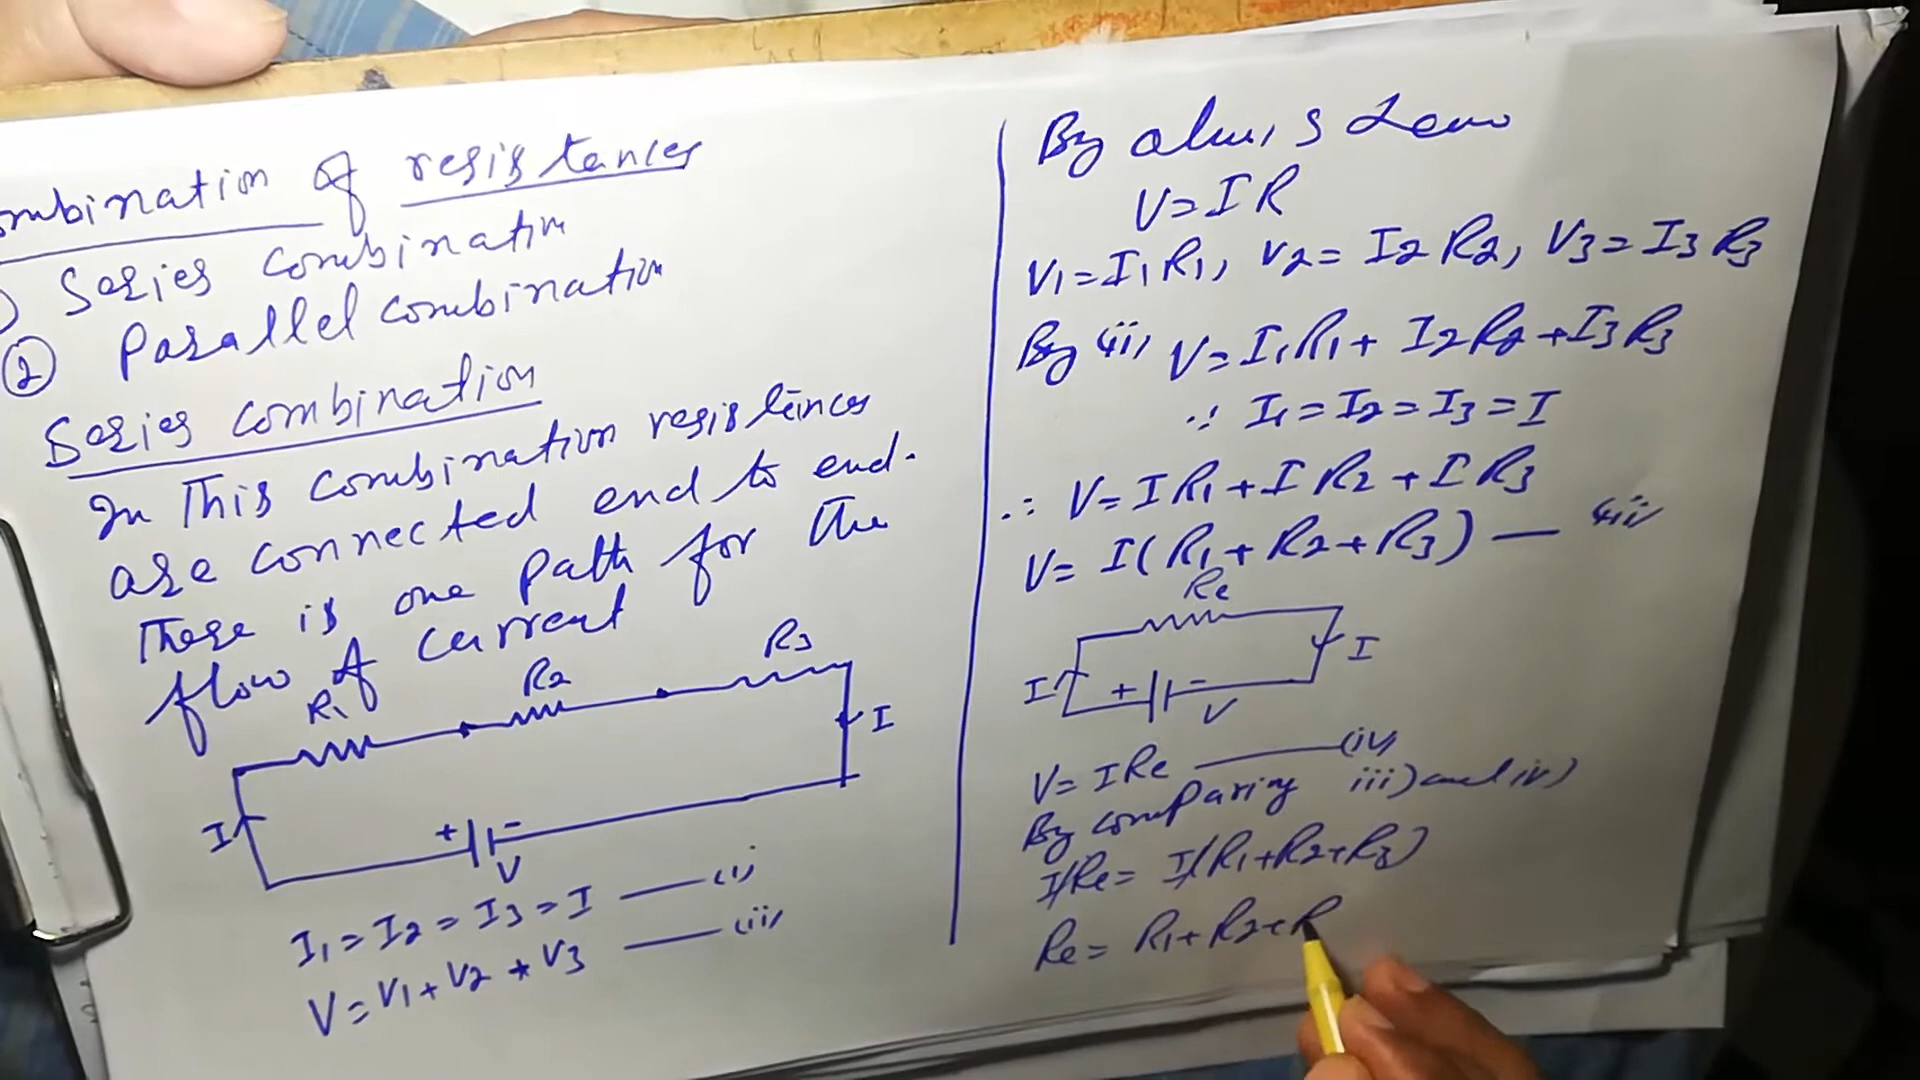 ombination of resistances
) Series combination
② Parallel combination
Series combination
In This combination resistances
are connected end to end.
There is one path for the
flow of current
R1 R2 R3
I I
+ -
V
I1 = I2 = I3 = I — (i)
V = V1 + V2 + V3 — (ii)
By ohm's Law
V = IR
V1 = I1R1, V2 = I2R2, V3 = I3R3
By (ii) V = I1R1 + I2R2 + I3R3
∵ I1 = I2 = I3 = I
∴ V = IR1 + IR2 + IR3
V = I(R1 + R2 + R3) — (iii)
Re
I I
+ -
V
V = IRe — (iv)
By comparing iii) and iv)
IRe = I(R1+R2+R3)
Re = R1+R2+R